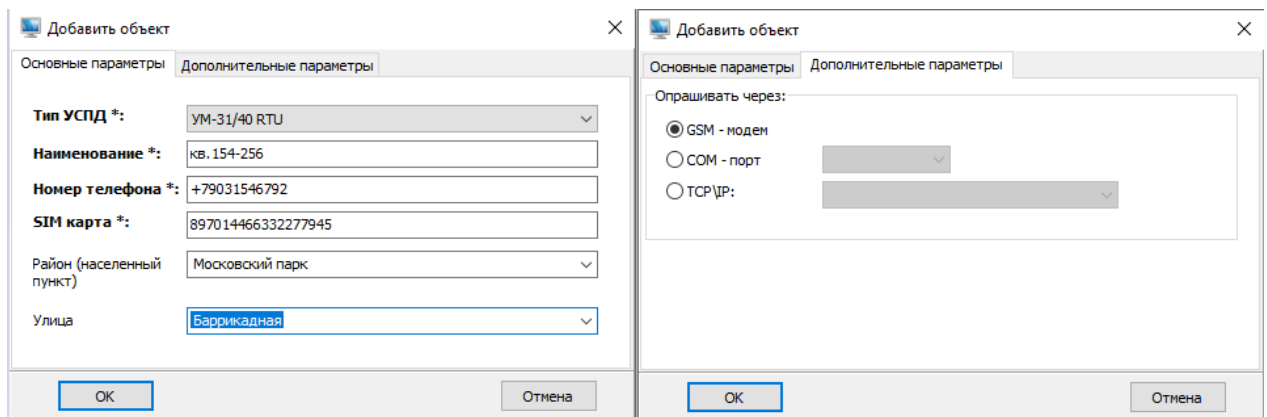 Добавить объект
Основные параметры Дополнительные параметры
Тип УСПД *: УМ-31/40 RTU
Наименование *: кв.154-256
Номер телефона *: +79031546792
SIM карта *: 897014466332277945
Район (населенный
пункт) Московский парк
Улица Баррикадная
ОК Отмена
Добавить объект
Основные параметры Дополнительные параметры
Опрашивать через:
GSM - модем
COM - порт
TCP\IP:
ОК Отмена